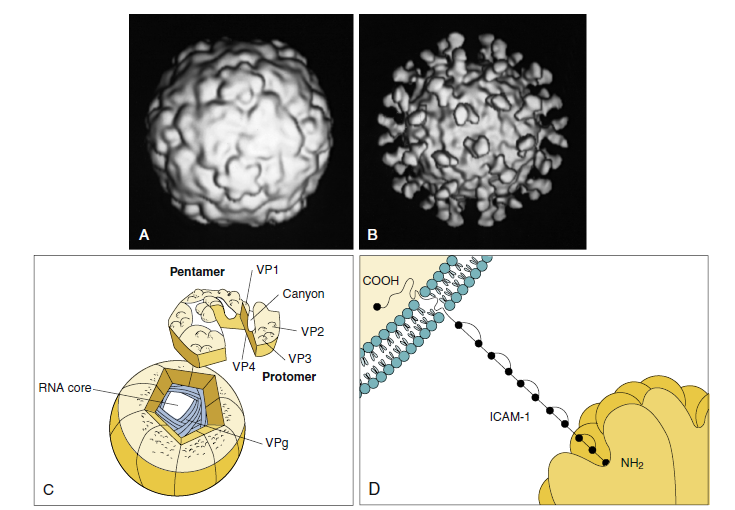 A
B
Pentamer
VP1
Canyon
VP2
VP3
VP4
Protomer
RNA core
VPg
C
COOH
ICAM-1
NH2
D